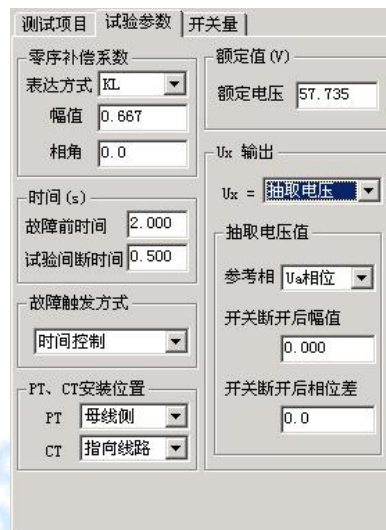 测试项目 试验参数 开关量
零序补偿系数
表达方式 KL
幅值 0.667
相角 0.0
时间(s)
故障前时间 2.000
试验间断时间 0.500
故障触发方式
时间控制
PT、CT安装位置
PT 母线侧
CT 指向线路
额定值(V)
额定电压 57.735
Ux 输出
Ux = 抽取电压
抽取电压值
参考相 Ua相位
开关断开后幅值
0.000
开关断开后相位差
0.0